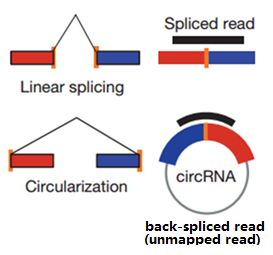 Spliced read
Linear splicing
Circularization
circRNA
back-spliced read
(unmapped read)